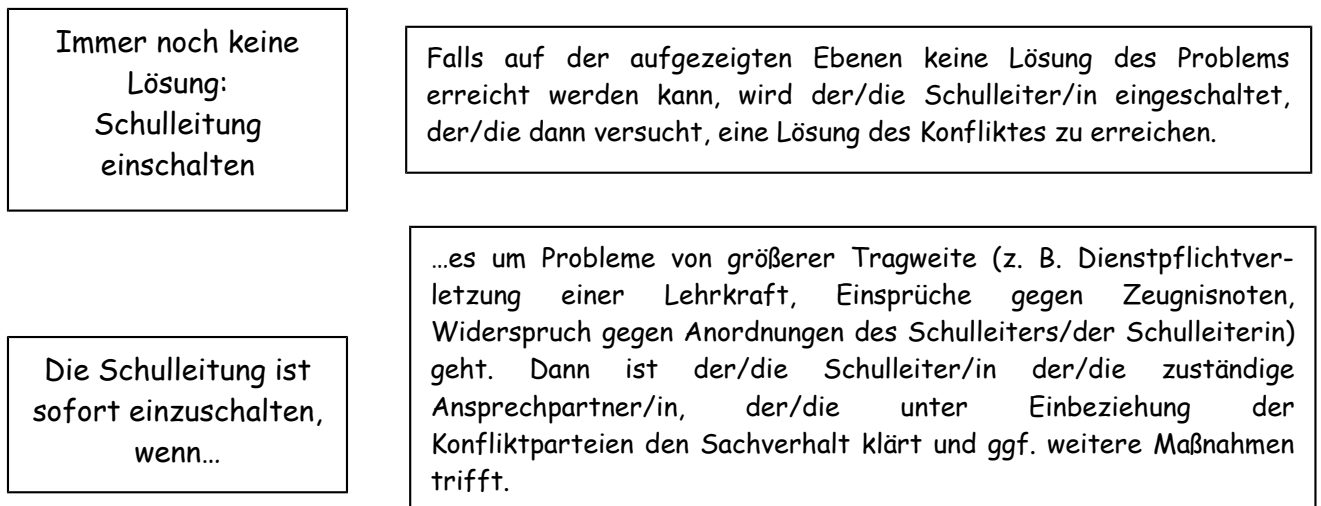 Immer noch keine
Lösung:
Schulleitung
einschalten
Falls auf der aufgezeigten Ebenen keine Lösung des Problems
erreicht werden kann, wird der/die Schulleiter/in eingeschaltet,
der/die dann versucht, eine Lösung des Konfliktes zu erreichen.
Die Schulleitung ist
sofort einzuschalten,
wenn…
…es um Probleme von größerer Tragweite (z. B. Dienstpflichtver-
letzung einer Lehrkraft, Einsprüche gegen Zeugnisnoten,
Widerspruch gegen Anordnungen des Schulleiters/der Schulleiterin)
geht. Dann ist der/die Schulleiter/in der/die zuständige
Ansprechpartner/in, der/die unter Einbeziehung der
Konfliktparteien den Sachverhalt klärt und ggf. weitere Maßnahmen
trifft.